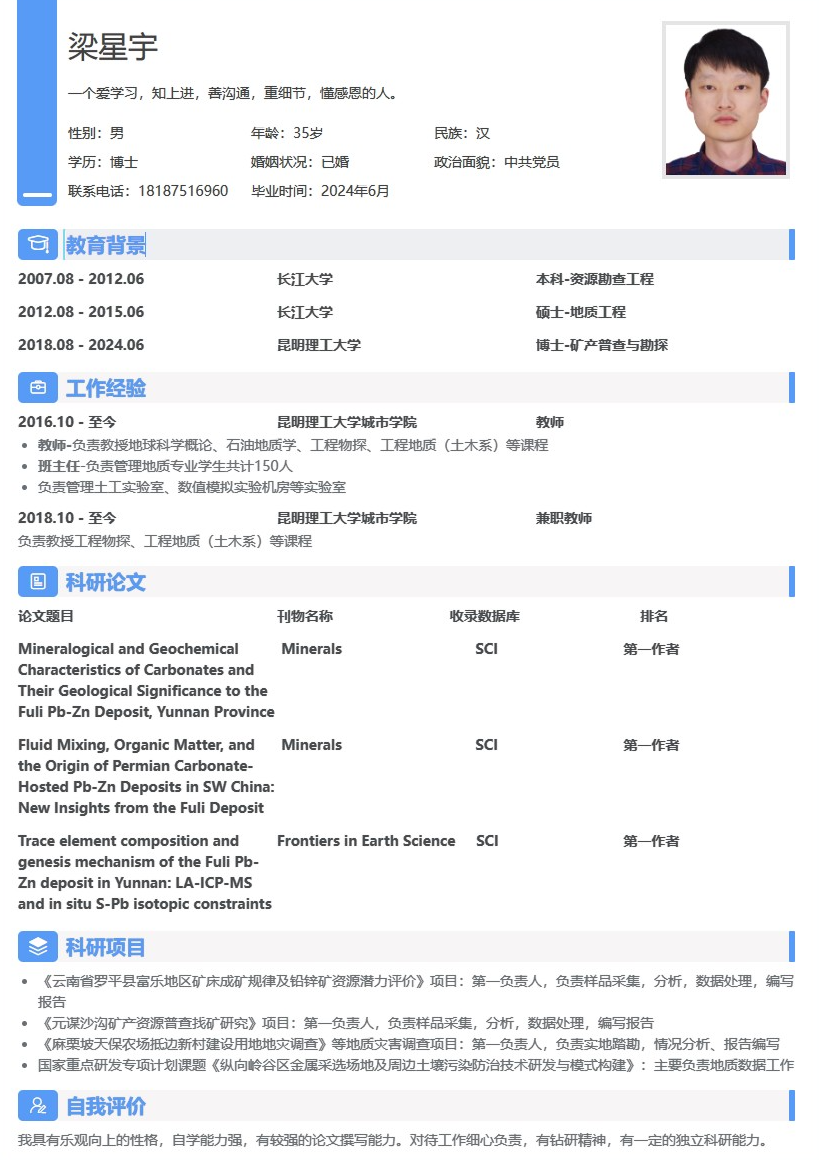 梁星宇
一个爱学习，知上进，善沟通，重细节，懂感恩的人。
性别：男 年龄：35岁 民族：汉
学历：博士 婚姻状况：已婚 政治面貌：中共党员
联系电话：18187516960 毕业时间：2024年6月
教育背景
2007.08 - 2012.06 长江大学 本科-资源勘查工程
2012.08 - 2015.06 长江大学 硕士-地质工程
2018.08 - 2024.06 昆明理工大学 博士-矿产普查与勘探
工作经验
2016.10 - 至今 昆明理工大学城市学院 教师
• 教师-负责教授地球科学概论、石油地质学、工程物探、工程地质（土木系）等课程
• 班主任-负责管理地质专业学生共计150人
• 负责管理土工实验室、数值模拟实验机房等实验室
2018.10 - 至今 昆明理工大学城市学院 兼职教师
负责教授工程物探、工程地质（土木系）等课程
科研论文
论文题目 刊物名称 收录数据库 排名
Mineralogical and Geochemical Minerals SCI 第一作者
Characteristics of Carbonates and
Their Geological Significance to the
Fuli Pb-Zn Deposit, Yunnan Province
Fluid Mixing, Organic Matter, and Minerals SCI 第一作者
the Origin of Permian Carbonate-
Hosted Pb-Zn Deposits in SW China:
New Insights from the Fuli Deposit
Trace element composition and Frontiers in Earth Science SCI 第一作者
genesis mechanism of the Fuli Pb-
Zn deposit in Yunnan: LA-ICP-MS
and in situ S-Pb isotopic constraints
科研项目
• 《云南省罗平县富乐地区矿床成矿规律及铅锌矿资源潜力评价》项目：第一负责人，负责样品采集，分析，数据处理，编写
报告
• 《元谋沙沟矿产资源普查找矿研究》项目：第一负责人，负责样品采集，分析，数据处理，编写报告
• 《麻栗坡天保农场抵边新村建设用地地灾调查》等地质灾害调查项目：第一负责人，负责实地踏勘，情况分析、报告编写
• 国家重点研发专项计划课题《纵向岭谷区金属采选场地及周边土壤污染防治技术研发与模式构建》：主要负责地质数据工作
自我评价
我具有乐观向上的性格，自学能力强，有较强的论文撰写能力。对待工作细心负责，有钻研精神，有一定的独立科研能力。